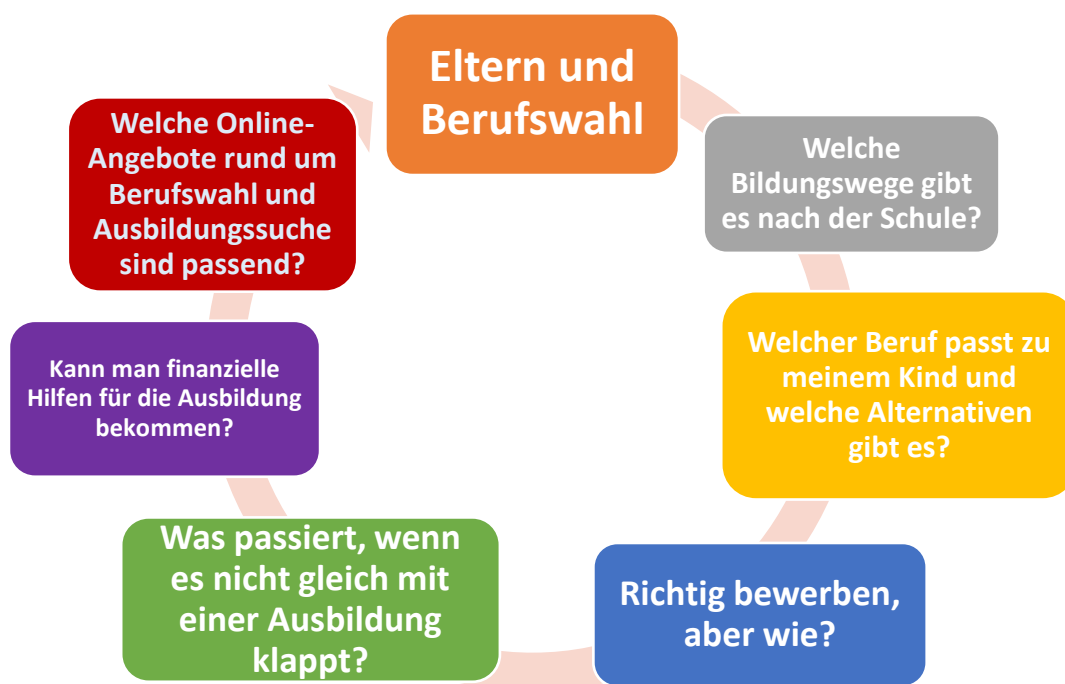 Eltern und
Berufswahl
Welche
Bildungswege gibt
es nach der Schule?
Welcher Beruf passt zu
meinem Kind und
welche Alternativen
gibt es?
Richtig bewerben,
aber wie?
Was passiert, wenn
es nicht gleich mit
einer Ausbildung
klappt?
Kann man finanzielle
Hilfen für die Ausbildung
bekommen?
Welche Online-
Angebote rund um
Berufswahl und
Ausbildungssuche
sind passend?